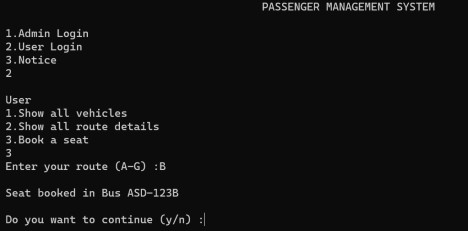 PASSENGER MANAGEMENT SYSTEM
1.Admin Login
2.User Login
3.Notice
2
User
1.Show all vehicles
2.Show all route details
3.Book a seat
3
Enter your route (A-G) :B
Seat booked in Bus ASD-123B
Do you want to continue (y/n) :